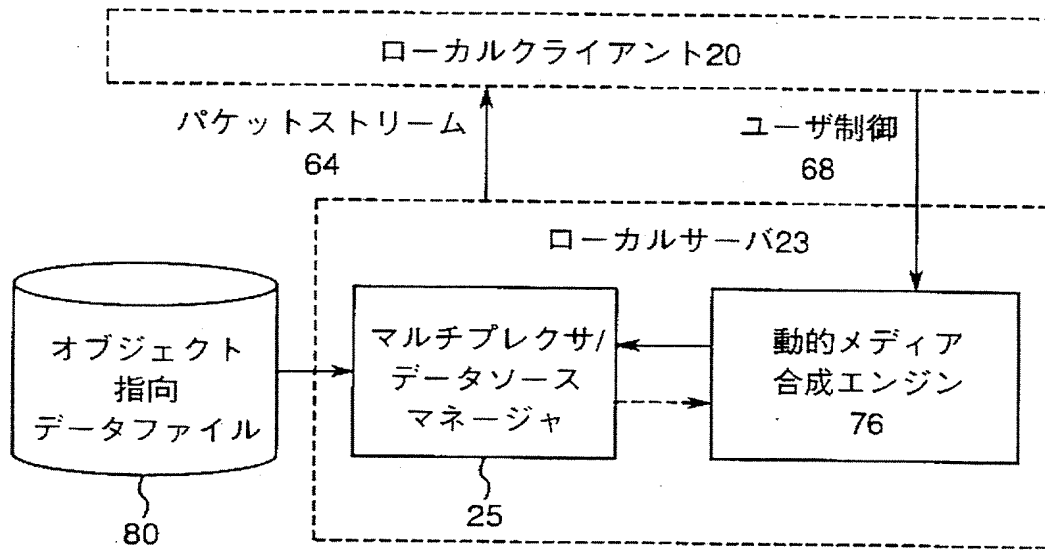 ローカルクライアント20
パケットストリーム
64
ユーザ制御
68
ローカルサーバ23
オブジェクト
指向
データファイル
80
マルチプレクサ/
データソース
マネージャ
25
動的メディア
合成エンジン
76